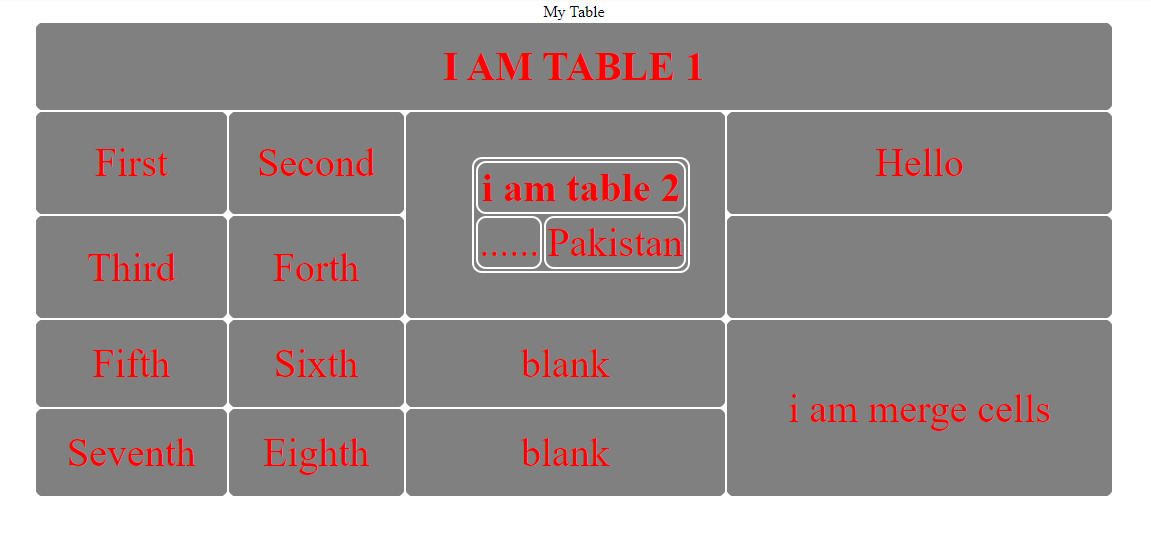 My Table
I AM TABLE 1
First Second Hello
i am table 2
...... Pakistan
Third Forth
Fifth Sixth blank
i am merge cells
Seventh Eighth blank